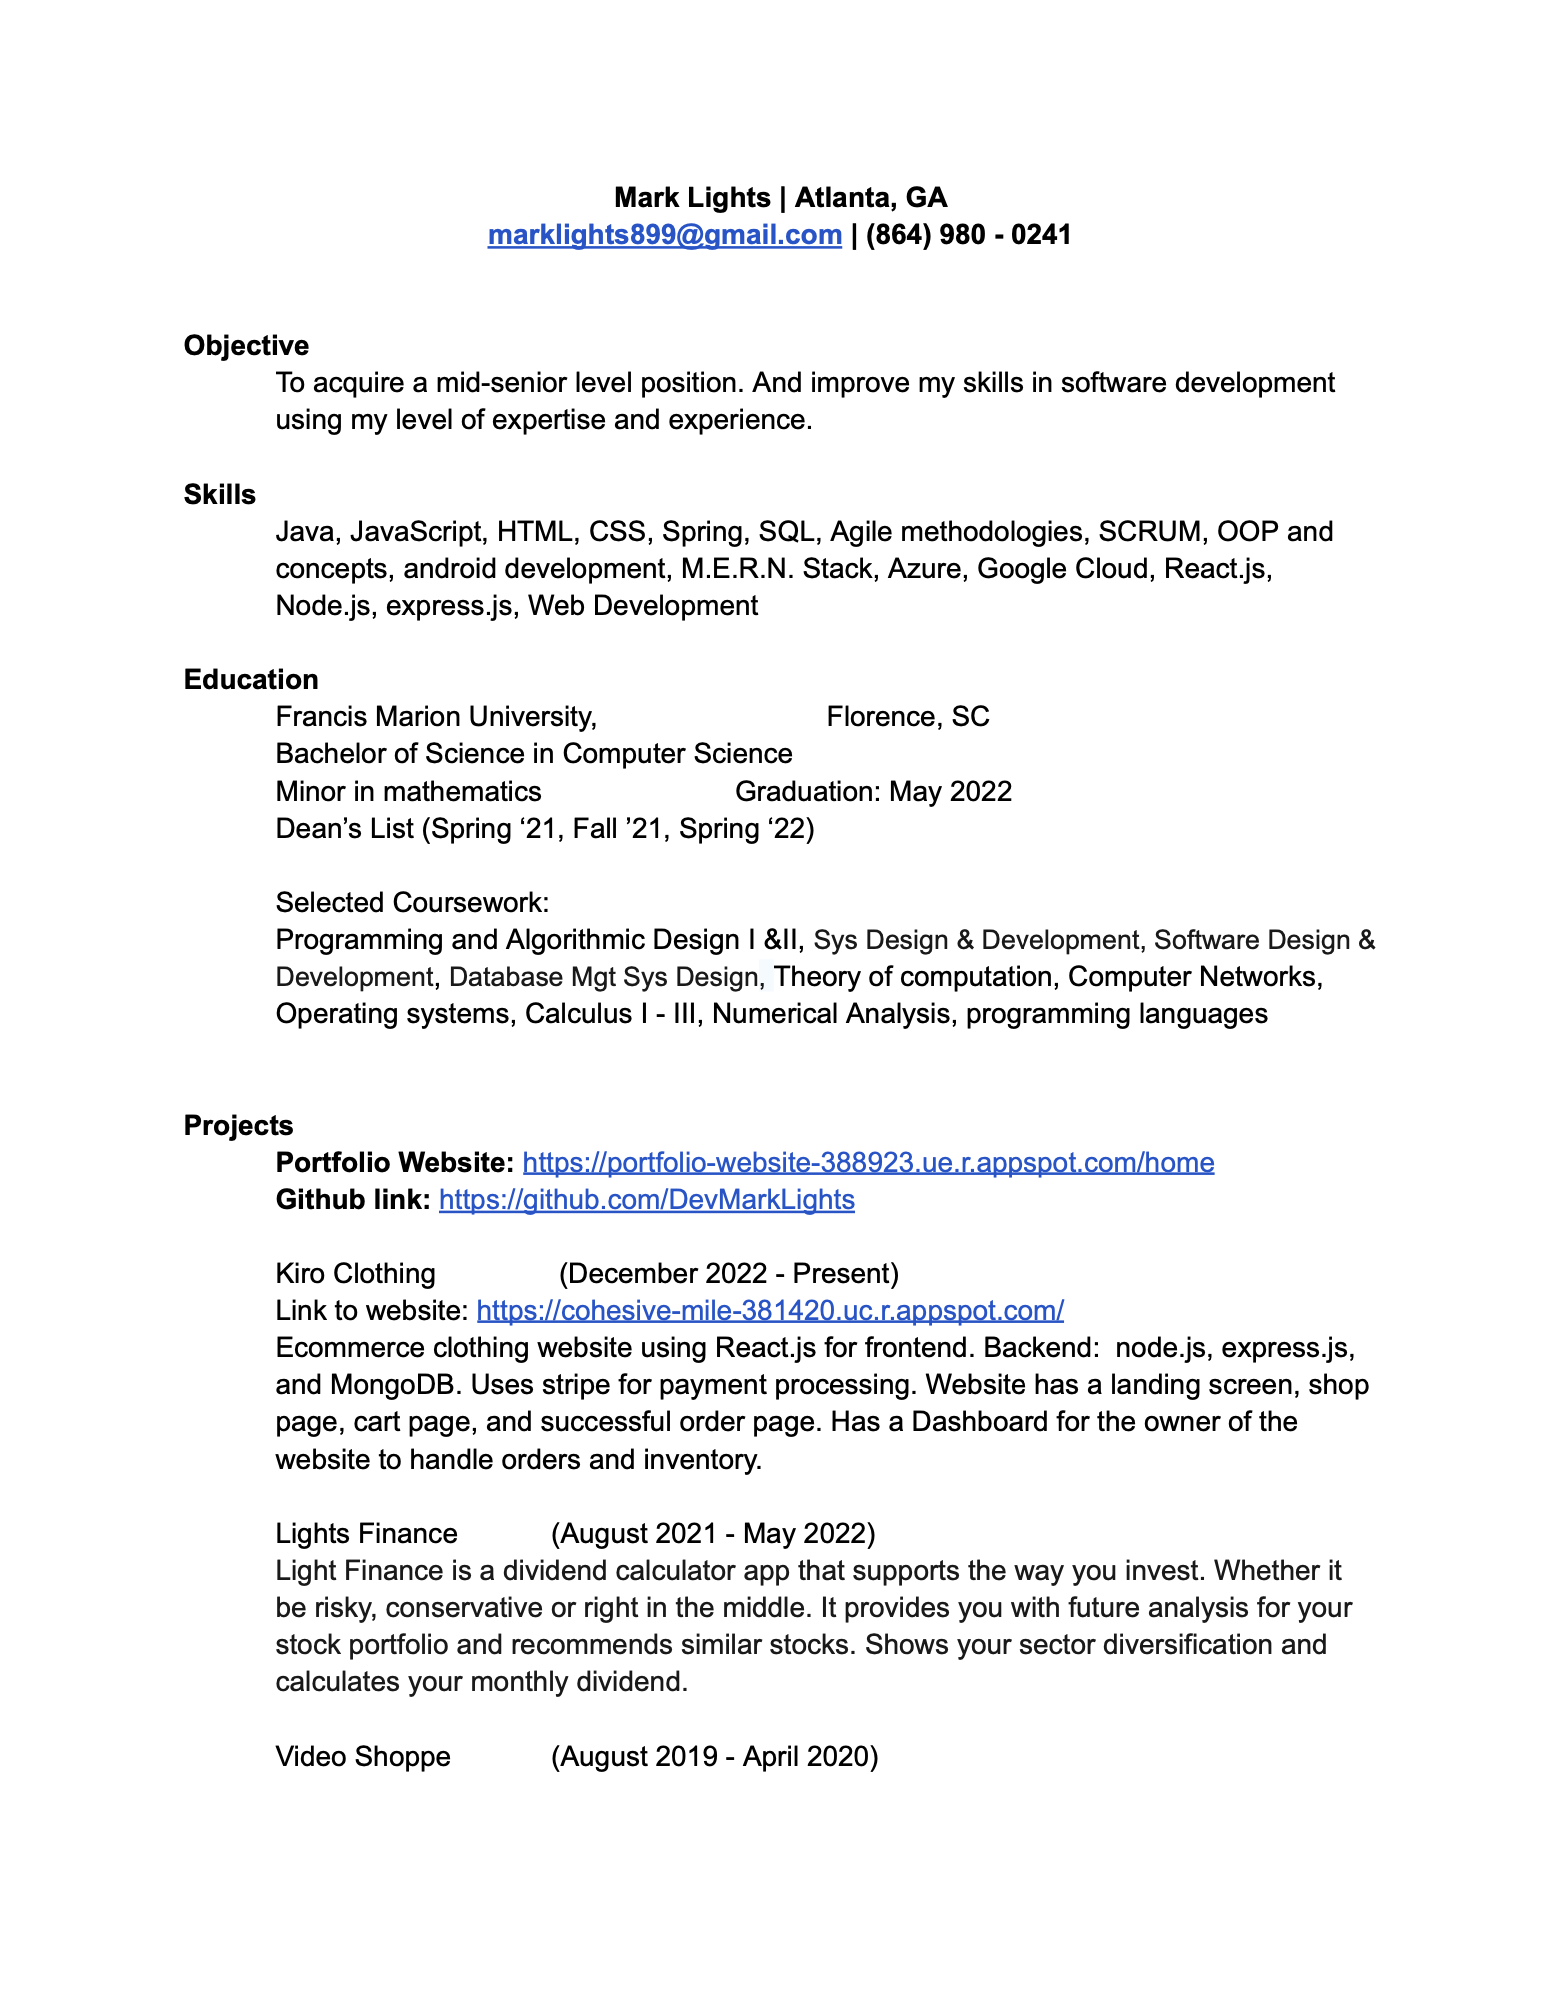 Mark Lights | Atlanta, GA
marklights899@gmail.com | (864) 980 - 0241
Objective
To acquire a mid-senior level position. And improve my skills in software development
using my level of expertise and experience.
Skills
Java, JavaScript, HTML, CSS, Spring, SQL, Agile methodologies, SCRUM, OOP and
concepts, android development, M.E.R.N. Stack, Azure, Google Cloud, React.js,
Node.js, express.js, Web Development
Education
Francis Marion University, Florence, SC
Bachelor of Science in Computer Science
Minor in mathematics Graduation: May 2022
Dean’s List (Spring ‘21, Fall ’21, Spring ‘22)
Selected Coursework:
Programming and Algorithmic Design I &II, Sys Design & Development, Software Design &
Development, Database Mgt Sys Design, Theory of computation, Computer Networks,
Operating systems, Calculus I - III, Numerical Analysis, programming languages
Projects
Portfolio Website: https://portfolio-website-388923.ue.r.appspot.com/home
Github link: https://github.com/DevMarkLights
Kiro Clothing (December 2022 - Present)
Link to website: https://cohesive-mile-381420.uc.r.appspot.com/
Ecommerce clothing website using React.js for frontend. Backend:  node.js, express.js,
and MongoDB. Uses stripe for payment processing. Website has a landing screen, shop
page, cart page, and successful order page. Has a Dashboard for the owner of the
website to handle orders and inventory.
Lights Finance (August 2021 - May 2022)
Light Finance is a dividend calculator app that supports the way you invest. Whether it
be risky, conservative or right in the middle. It provides you with future analysis for your
stock portfolio and recommends similar stocks. Shows your sector diversification and
calculates your monthly dividend.
Video Shoppe (August 2019 - April 2020)